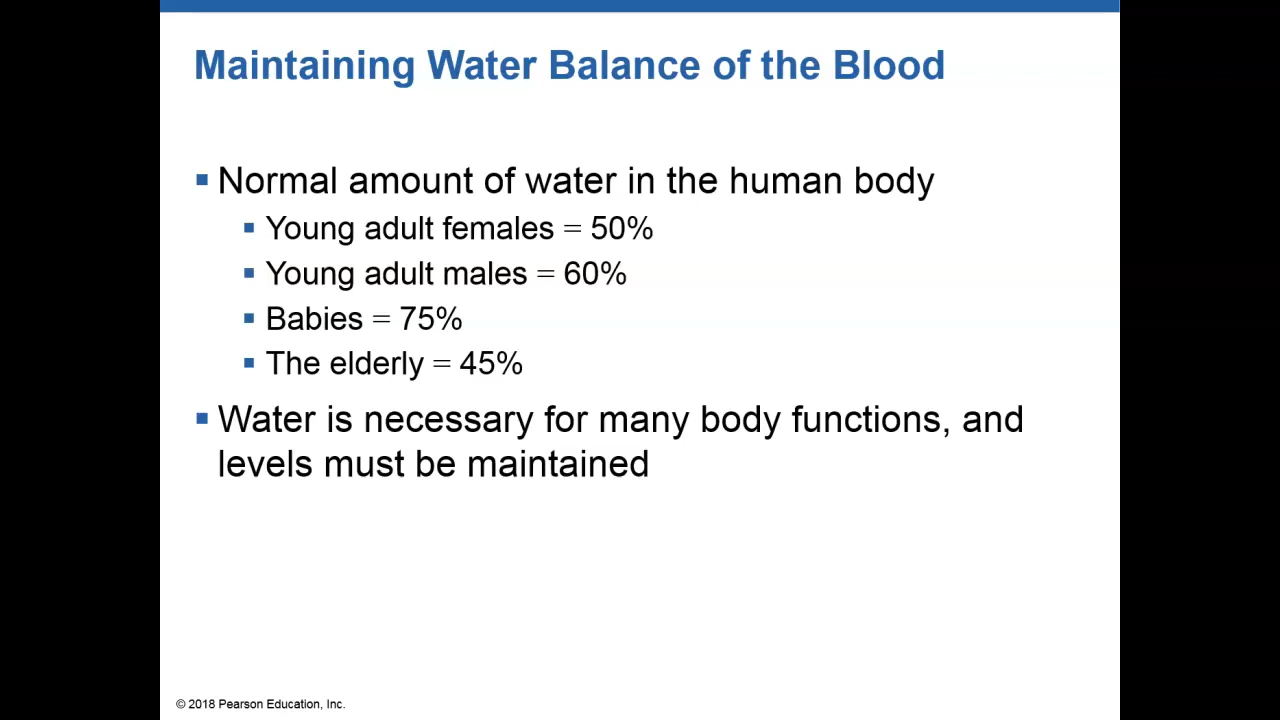 Maintaining Water Balance of the Blood
▪ Normal amount of water in the human body
▪ Young adult females = 50%
▪ Young adult males = 60%
▪ Babies = 75%
▪ The elderly = 45%
▪ Water is necessary for many body functions, and
levels must be maintained
© 2018 Pearson Education, Inc.